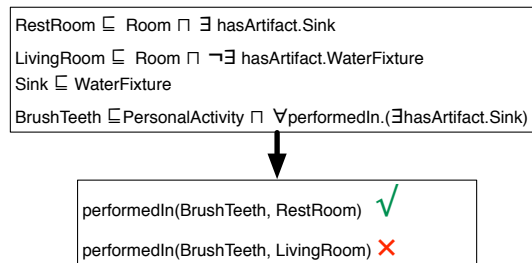 RestRoom ⊑ Room ⊓ ∃ hasArtifact.Sink
LivingRoom ⊑ Room ⊓ ¬∃ hasArtifact.WaterFixture
Sink ⊑ WaterFixture
BrushTeeth ⊑PersonalActivity ⊓ ∀performedIn.(∃hasArtifact.Sink)
performedIn(BrushTeeth, RestRoom) √
performedIn(BrushTeeth, LivingRoom) ✕